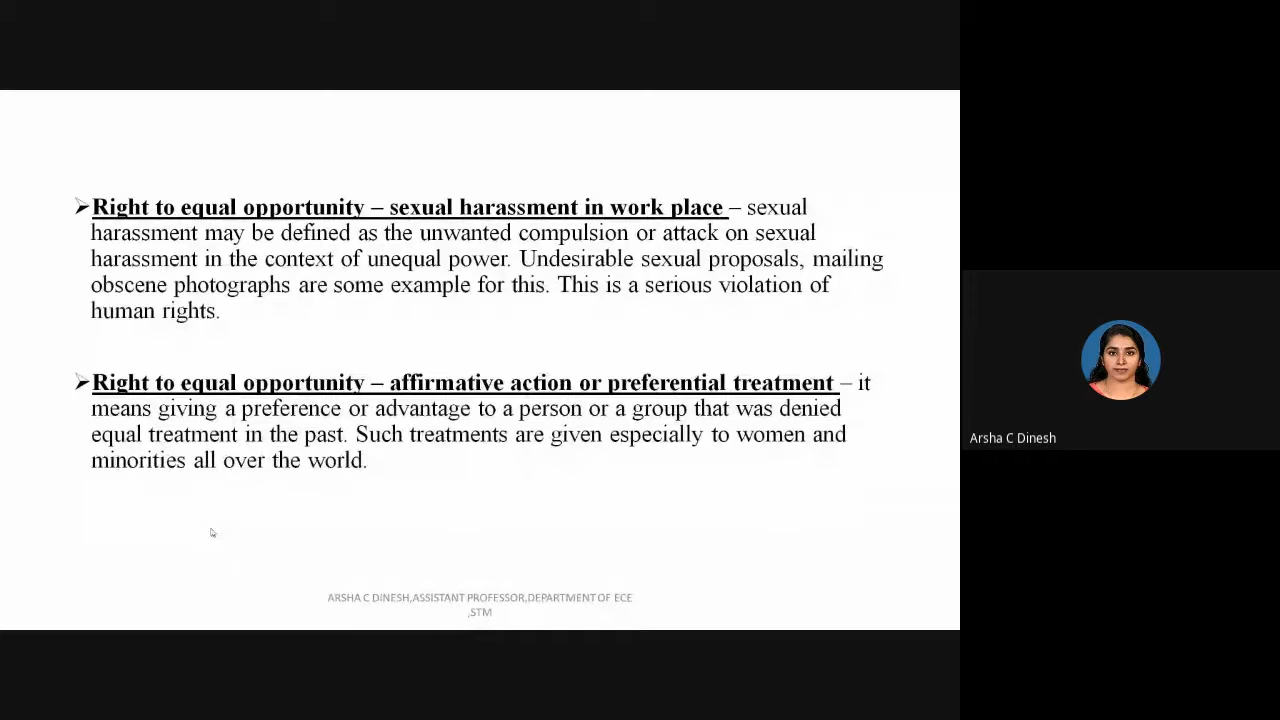 ➢Right to equal opportunity – sexual harassment in work place – sexual
harassment may be defined as the unwanted compulsion or attack on sexual
harassment in the context of unequal power. Undesirable sexual proposals, mailing
obscene photographs are some example for this. This is a serious violation of
human rights.
➢Right to equal opportunity – affirmative action or preferential treatment – it
means giving a preference or advantage to a person or a group that was denied
equal treatment in the past. Such treatments are given especially to women and
minorities all over the world.
ARSHA C DINESH,ASSISTANT PROFESSOR,DEPARTMENT OF ECE
,STM
Arsha C Dinesh